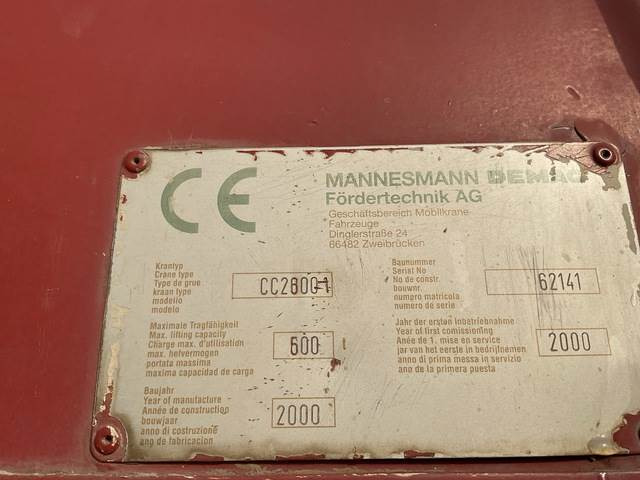 CE
MANNESMANN DEMAG
Fördertechnik AG
Geschäftsbereich Mobilkrane
Fahrzeuge
Dinglerstraße 24
66482 Zweibrücken
Krantyp
Crane type
Type de grue
kraan type
modelio
modelo
CC2800-1
Baunummer
Serial No
No de constr.
bouwnr.
numpro matricola
numero de serie
62141
Maximale Tragfähigkeit
Max. lifting capacity
Charge max. d'utilisation
max. hefvermogen
portata massima
maxima capacidad de carga
600
Jahr der ersten Inbetriebnahme
Year of first comissioning
Anée de 1. mise en service
jar van het eerste in bedrijfnemen
anno di prima messa in servizio
ano de la primera puesta
2000
Baujahr
Year of manufacture
Année de construction
bouwjaar
anno di costruzione
ang de fabricacion
2000